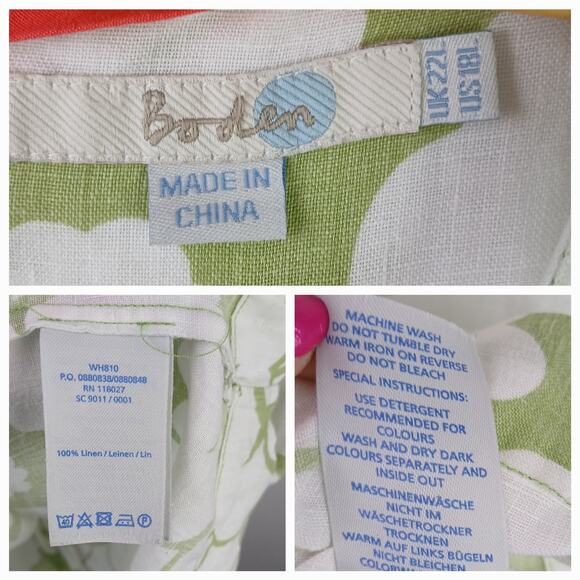 Boden
UK 22L
US 18L
MADE IN
CHINA
WH810
P.O. 0880838/0880848
RN 118027
SC 9011 / 0001
100% Linen / Leinen / Lin
40
P
MACHINE WASH
DO NOT TUMBLE DRY
WARM IRON ON REVERSE
DO NOT BLEACH
SPECIAL INSTRUCTIONS:
USE DETERGENT
RECOMMENDED FOR
COLOURS
WASH AND DRY DARK
COLOURS SEPARATELY AND
INSIDE OUT
MASCHINENWÄSCHE
NICHT IM
WÄSCHETROCKNER
TROCKNEN
WARM AUF LINKS BÜGELN
NICHT BLEICHEN